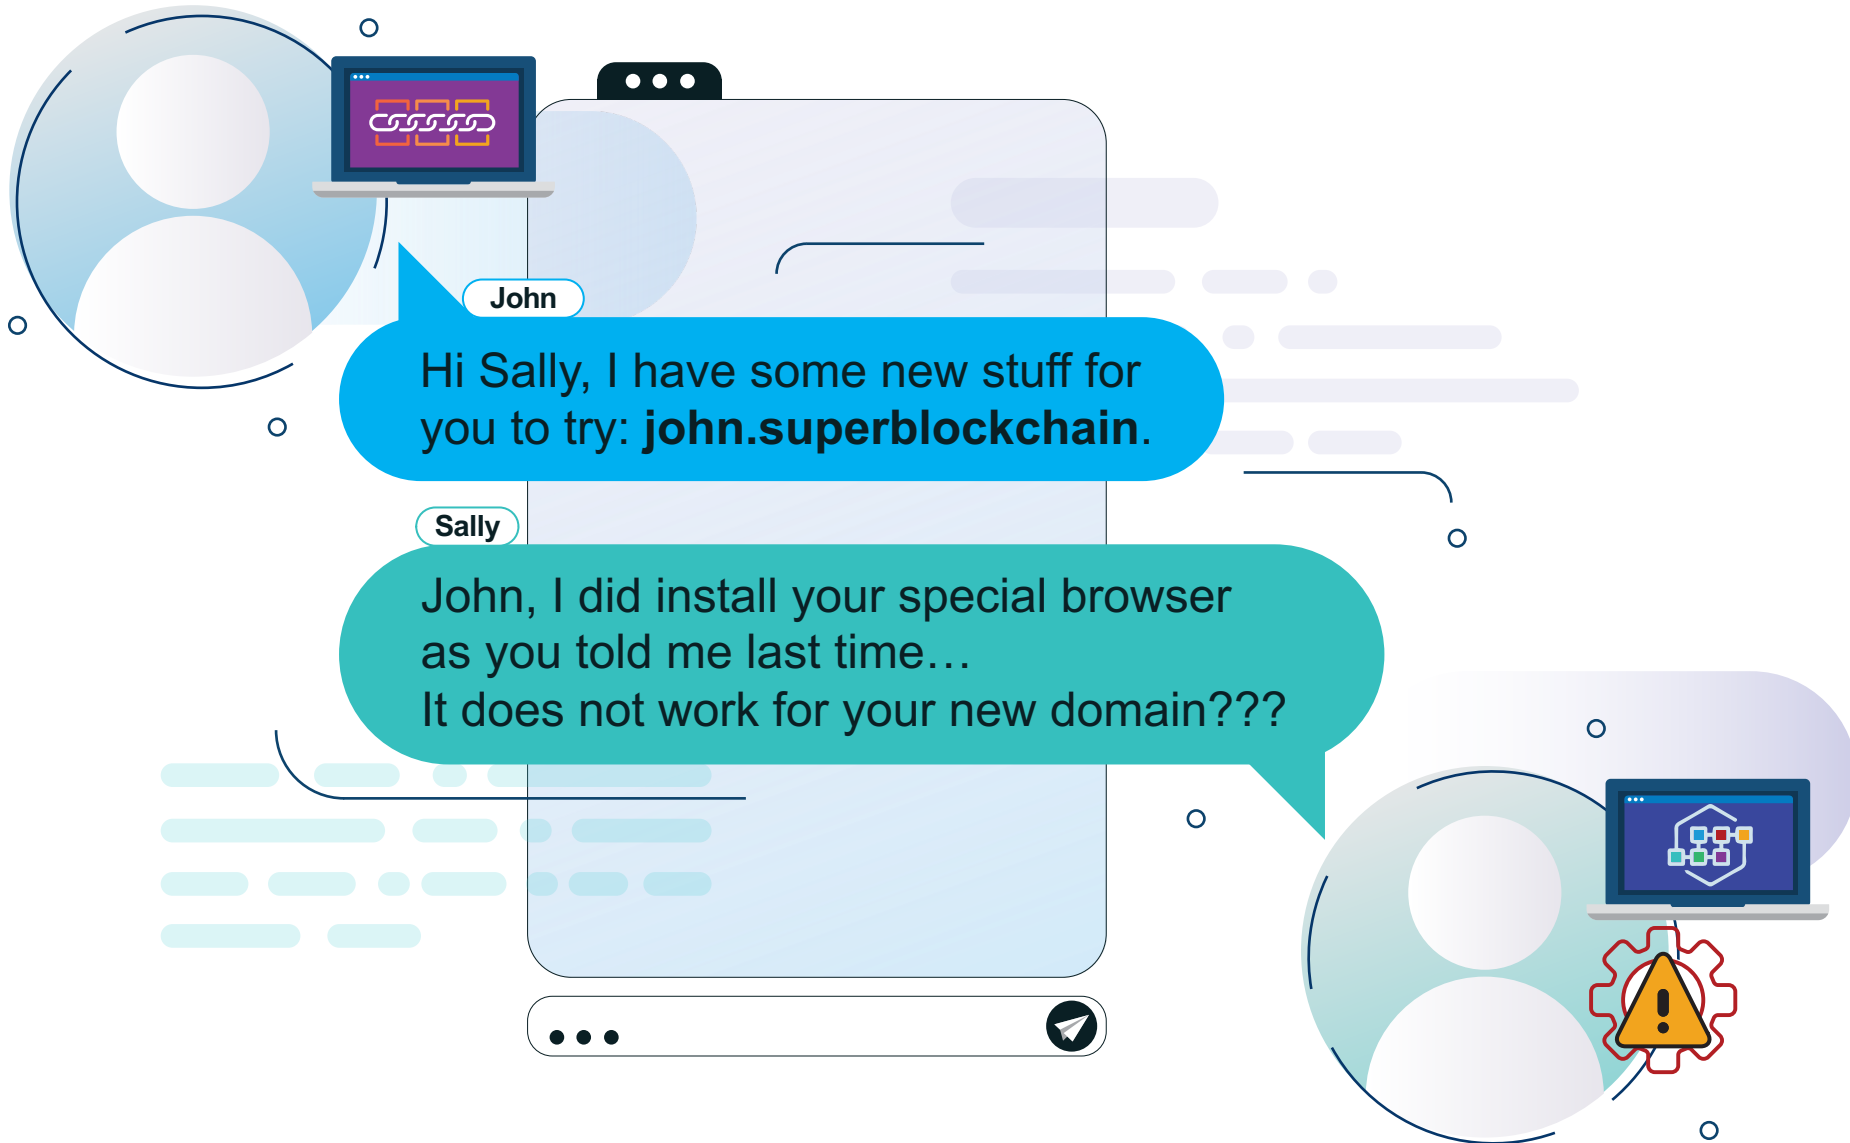 John
Hi Sally, I have some new stuff for
you to try: john.superblockchain.
Sally
John, I did install your special browser
as you told me last time…
It does not work for your new domain???